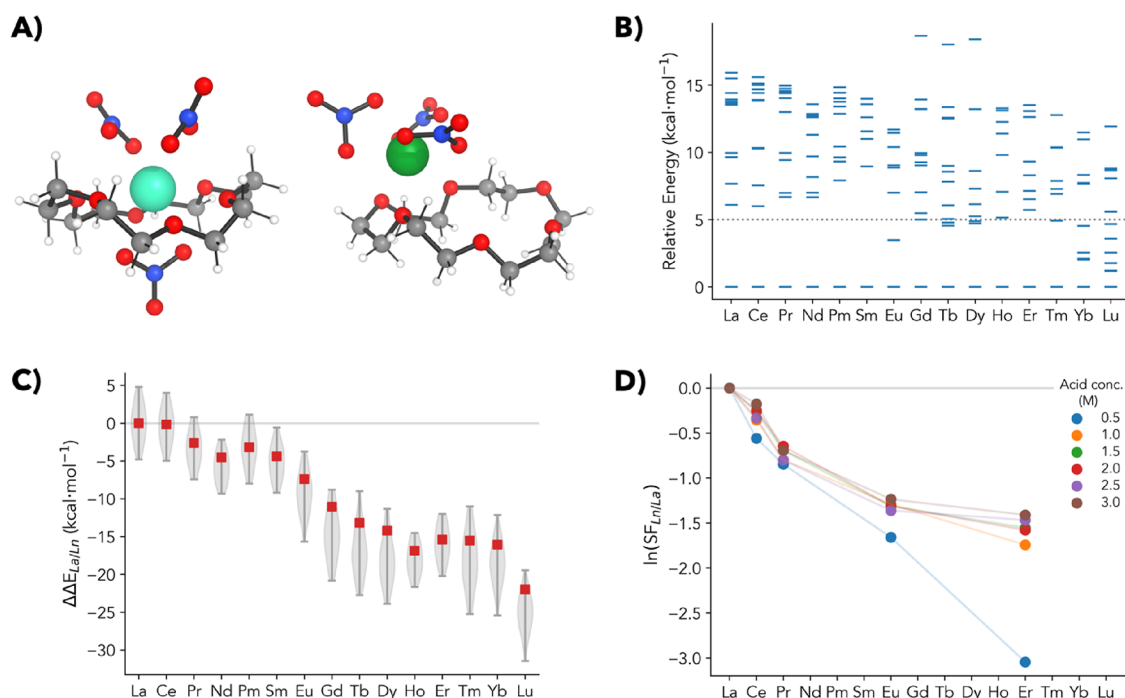 A)
B)
Relative Energy (kcal·mol⁻¹)
15
10
5
0
La Ce Pr Nd Pm Sm Eu Gd Tb Dy Ho Er Tm Yb Lu
C)
ΔΔE_{La/Ln} (kcal·mol⁻¹)
5
0
−5
−10
−15
−20
−25
−30
La Ce Pr Nd Pm Sm Eu Gd Tb Dy Ho Er Tm Yb Lu
D)
ln(SF_{Ln/La})
0.0
−0.5
−1.0
−1.5
−2.0
−2.5
−3.0
La Ce Pr Nd Pm Sm Eu Gd Tb Dy Ho Er Tm Yb Lu
Acid conc.
(M)
0.5
1.0
1.5
2.0
2.5
3.0